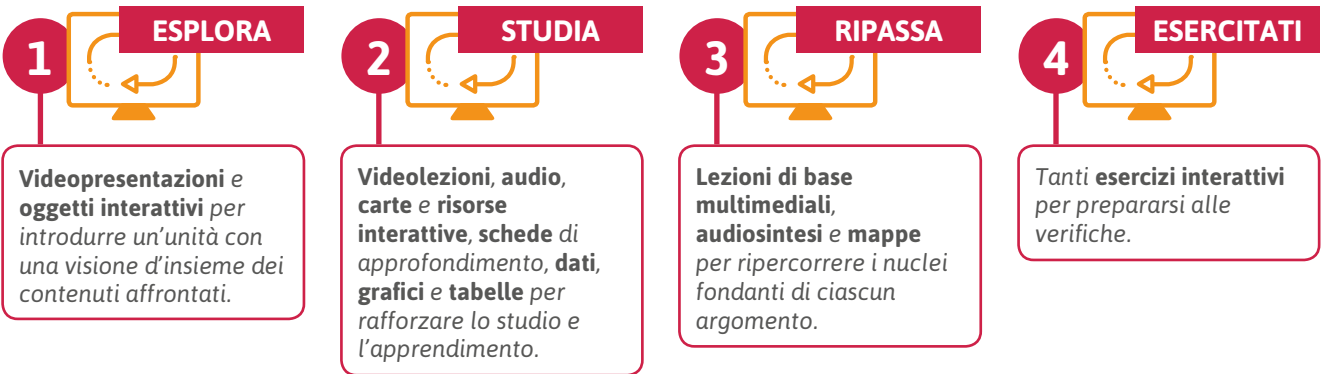 1
ESPLORA
Videopresentazioni e
oggetti interattivi per
introdurre un'unità con
una visione d'insieme dei
contenuti affrontati.
2
STUDIA
Videolezioni, audio,
carte e risorse
interattive, schede di
approfondimento, dati,
grafici e tabelle per
rafforzare lo studio e
l'apprendimento.
3
RIPASSA
Lezioni di base
multimediali,
audiosintesi e mappe
per ripercorrere i nuclei
fondanti di ciascun
argomento.
4
ESERCITATI
Tanti esercizi interattivi
per prepararsi alle
verifiche.